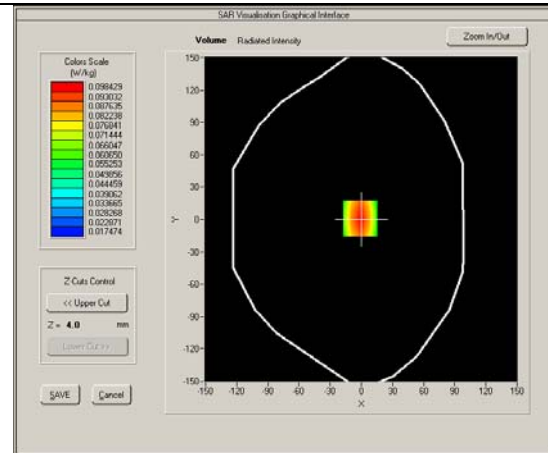 SAR Visualisation Graphical Interface
Volume Radiated Intensity
Zoom In/Out
Colors Scale
(W/kg)
0.098429
0.093032
0.087635
0.082238
0.076841
0.071444
0.066047
0.060650
0.055253
0.049856
0.044459
0.039062
0.033665
0.028268
0.022871
0.017474
Z-Cuts Control
<< Upper Cut
Z = 4.0 mm
Lower Cut >>
SAVE Cancel
150-
120-
90-
60-
30-
Y 0-
-30-
-60-
-90-
-120-
-150-
-150 -120 -90 -60 -30 0 30 60 90 120 150
X